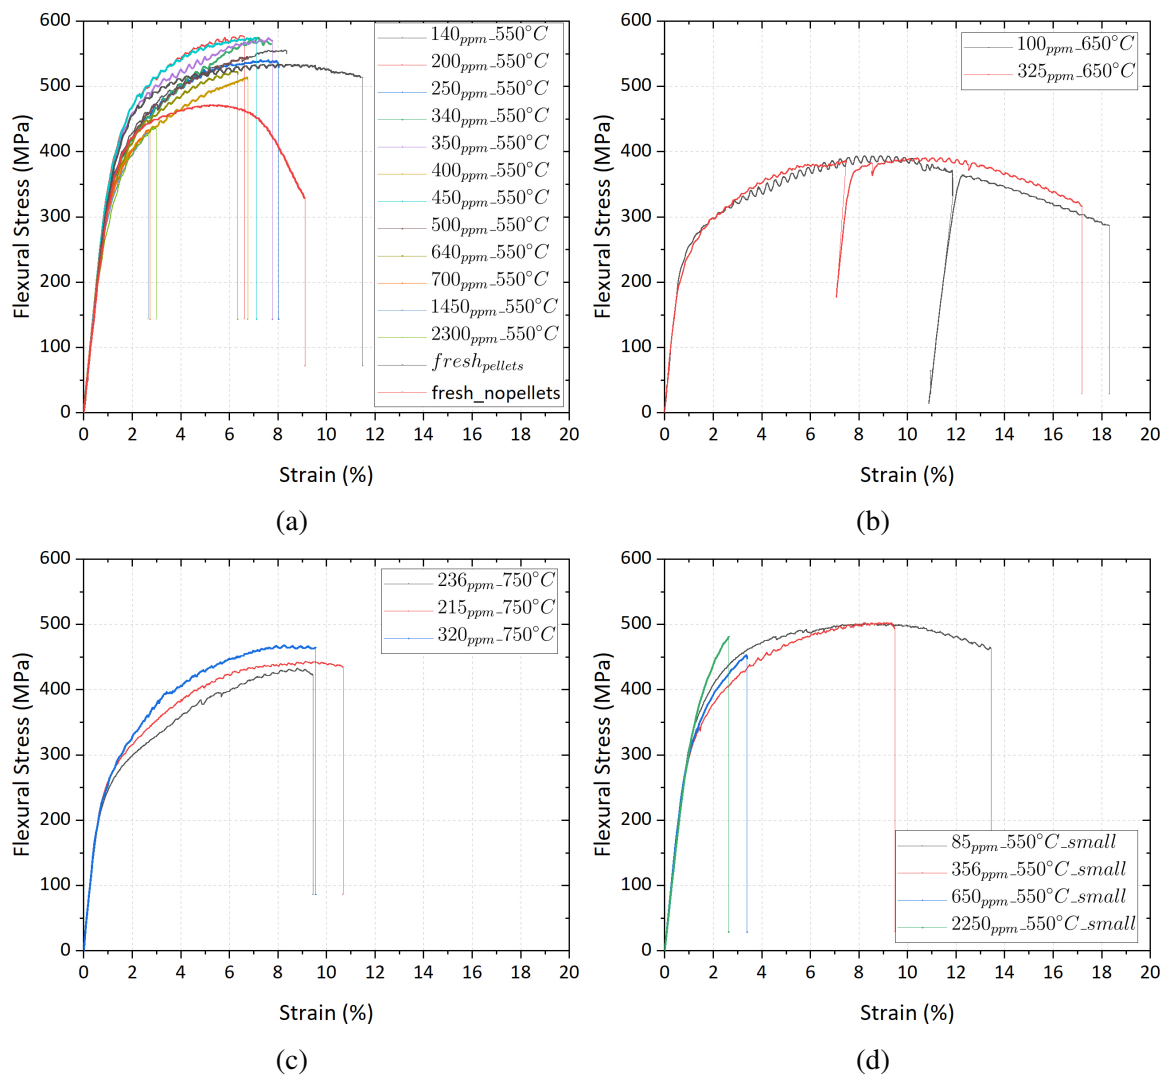 600
500
400
300
200
100
0
Flexural Stress (MPa)
0 2 4 6 8 10 12 14 16 18 20
Strain (%)
140ppm_550°C
200ppm_550°C
250ppm_550°C
340ppm_550°C
350ppm_550°C
400ppm_550°C
450ppm_550°C
500ppm_550°C
640ppm_550°C
700ppm_550°C
1450ppm_550°C
2300ppm_550°C
freshpellets
fresh_nopellets
(a)
600
500
400
300
200
100
0
Flexural Stress (MPa)
0 2 4 6 8 10 12 14 16 18 20
Strain (%)
100ppm_650°C
325ppm_650°C
(b)
600
500
400
300
200
100
0
Flexural Stress (MPa)
0 2 4 6 8 10 12 14 16 18 20
Strain (%)
236ppm_750°C
215ppm_750°C
320ppm_750°C
(c)
600
500
400
300
200
100
0
Flexural Stress (MPa)
0 2 4 6 8 10 12 14 16 18 20
Strain (%)
85ppm_550°C_small
356ppm_550°C_small
650ppm_550°C_small
2250ppm_550°C_small
(d)